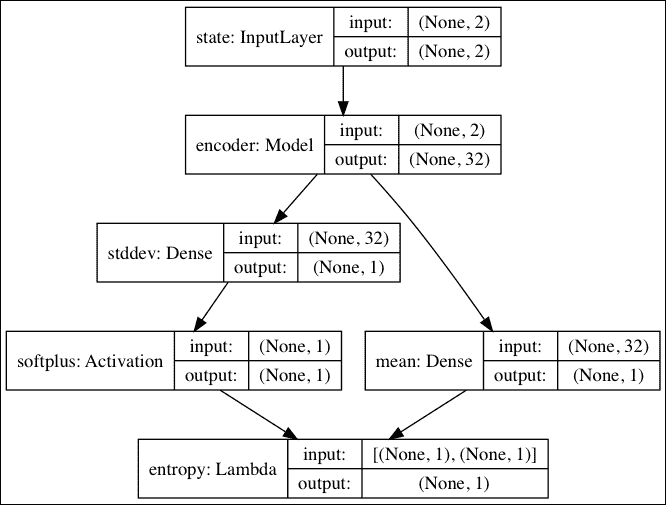 state: InputLayer
input: (None, 2)
output: (None, 2)
encoder: Model
input: (None, 2)
output: (None, 32)
stddev: Dense
input: (None, 32)
output: (None, 1)
softplus: Activation
input: (None, 1)
output: (None, 1)
mean: Dense
input: (None, 32)
output: (None, 1)
entropy: Lambda
input: [(None, 1), (None, 1)]
output: (None, 1)